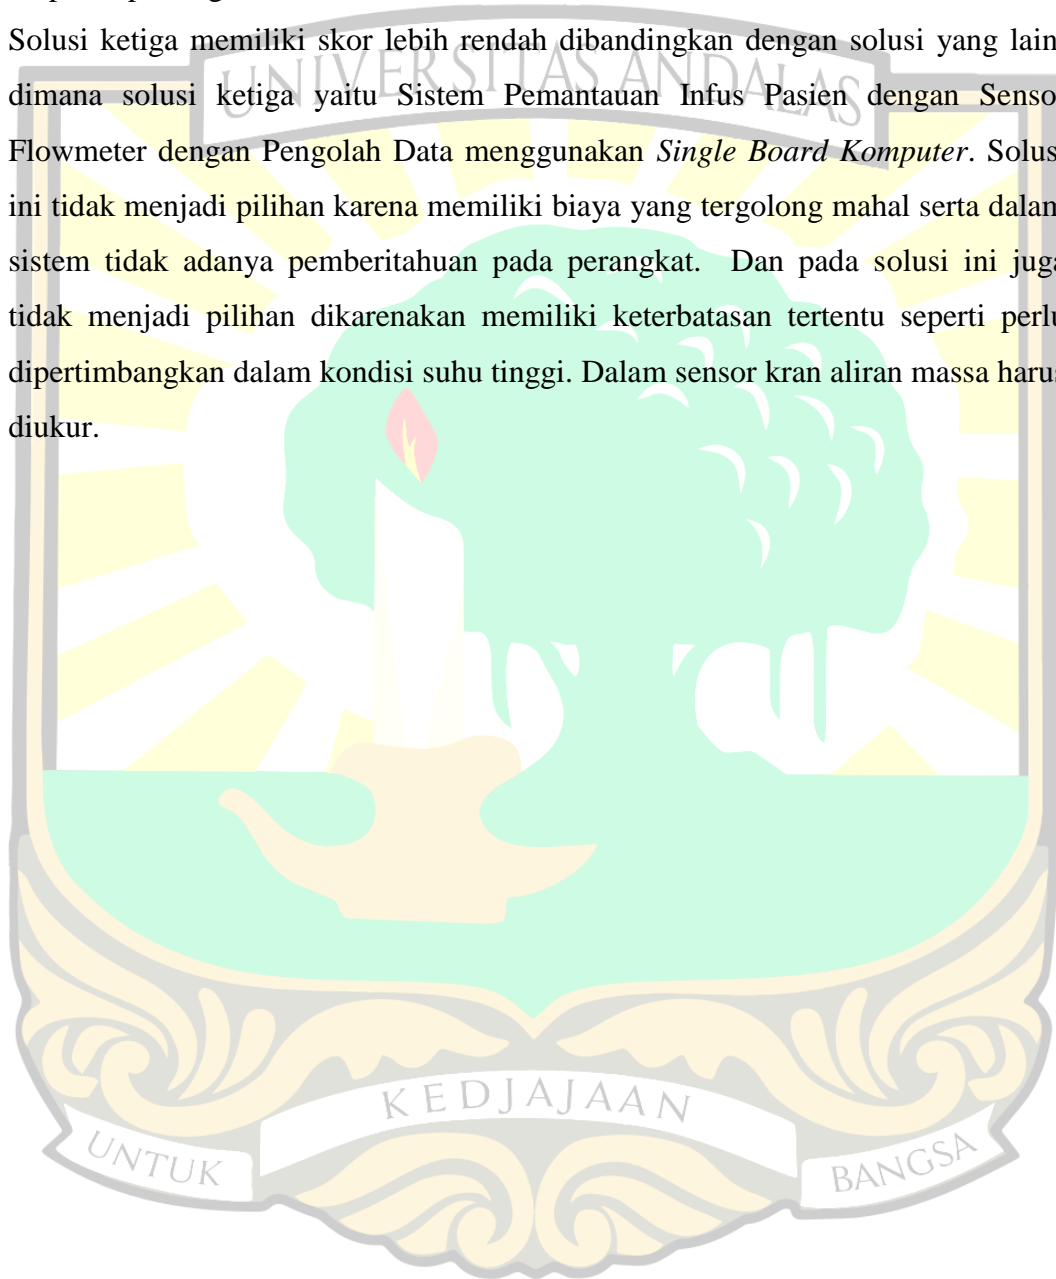 Solusi ketiga memiliki skor lebih rendah dibandingkan dengan solusi yang lain
dimana solusi ketiga yaitu Sistem Pemantauan Infus Pasien dengan Senso
Flowmeter dengan Pengolah Data menggunakan Single Board Komputer. Solus
ini tidak menjadi pilihan karena memiliki biaya yang tergolong mahal serta dalam
sistem tidak adanya pemberitahuan pada perangkat. Dan pada solusi ini juga
tidak menjadi pilihan dikarenakan memiliki keterbatasan tertentu seperti perlu
dipertimbangkan dalam kondisi suhu tinggi. Dalam sensor kran aliran massa harus
diukur.
UNIVERSITAS ANDALAS
KEDJAJAAN
UNTUK
BANGSA